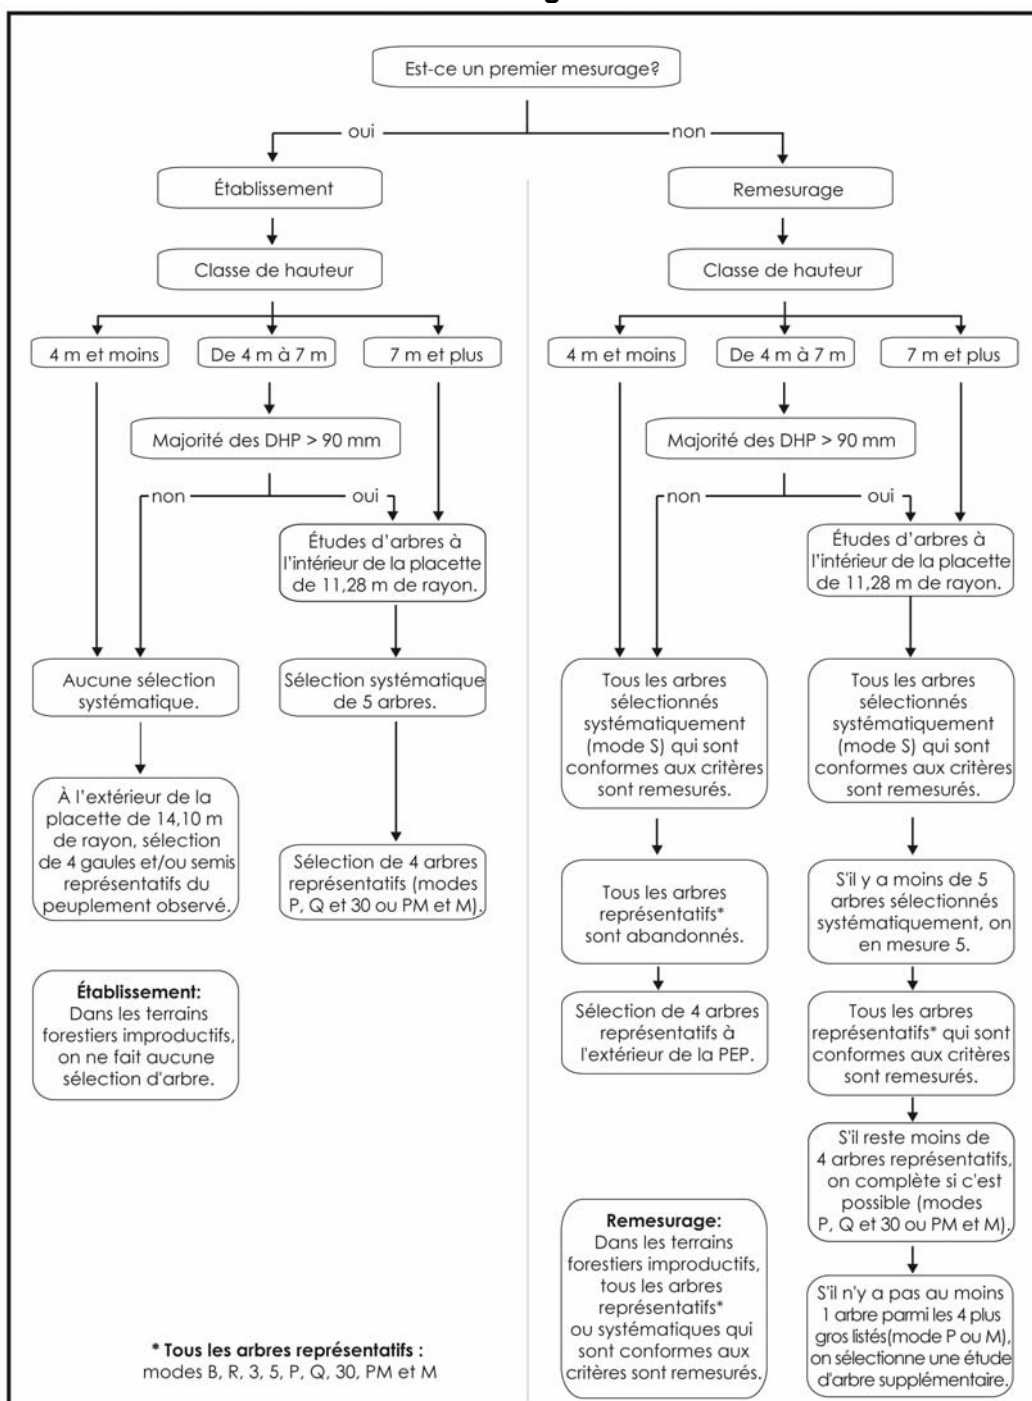 Est-ce un premier mesurage?
oui
non
Établissement
Remesurage
Classe de hauteur
Classe de hauteur
4 m et moins
De 4 m à 7 m
7 m et plus
4 m et moins
De 4 m à 7 m
7 m et plus
Majorité des DHP > 90 mm
Majorité des DHP > 90 mm
non
oui
non
oui
Études d'arbres à
l'intérieur de la placette
de 11,28 m de rayon.
Études d'arbres à
l'intérieur de la placette
de 11,28 m de rayon.
Aucune sélection
systématique.
Sélection systématique
de 5 arbres.
Tous les arbres
sélectionnés
systématiquement
(mode S) qui sont
conformes aux critères
sont remesurés.
Tous les arbres
sélectionnés
systématiquement
(mode S) qui sont
conformes aux critères
sont remesurés.
À l'extérieur de la
placette de 14,10 m
de rayon, sélection
de 4 gaules et/ou semis
représentatifs du
peuplement observé.
Sélection de 4 arbres
représentatifs (modes
P, Q et 30 ou PM et M).
Tous les arbres
représentatifs*
sont abandonnés.
S'il y a moins de 5
arbres sélectionnés
systématiquement, on
en mesure 5.
Établissement:
Dans les terrains
forestiers improductifs,
on ne fait aucune
sélection d'arbre.
Sélection de 4 arbres
représentatifs à
l'extérieur de la PEP.
Tous les arbres
représentatifs* qui sont
conformes aux critères
sont remesurés.
S'il reste moins de
4 arbres représentatifs,
on complète si c'est
possible (modes
P, Q et 30 ou PM et M).
Remesurage:
Dans les terrains
forestiers improductifs,
tous les arbres
représentatifs*
ou systématiques qui
sont conformes aux
critères sont remesurés.
S'il n'y a pas au moins
1 arbre parmi les 4 plus
gros listés(mode P ou M),
on sélectionne une étude
d'arbre supplémentaire.
* Tous les arbres représentatif :
modes B, R, 3, 5, P, Q, 30, PM et M